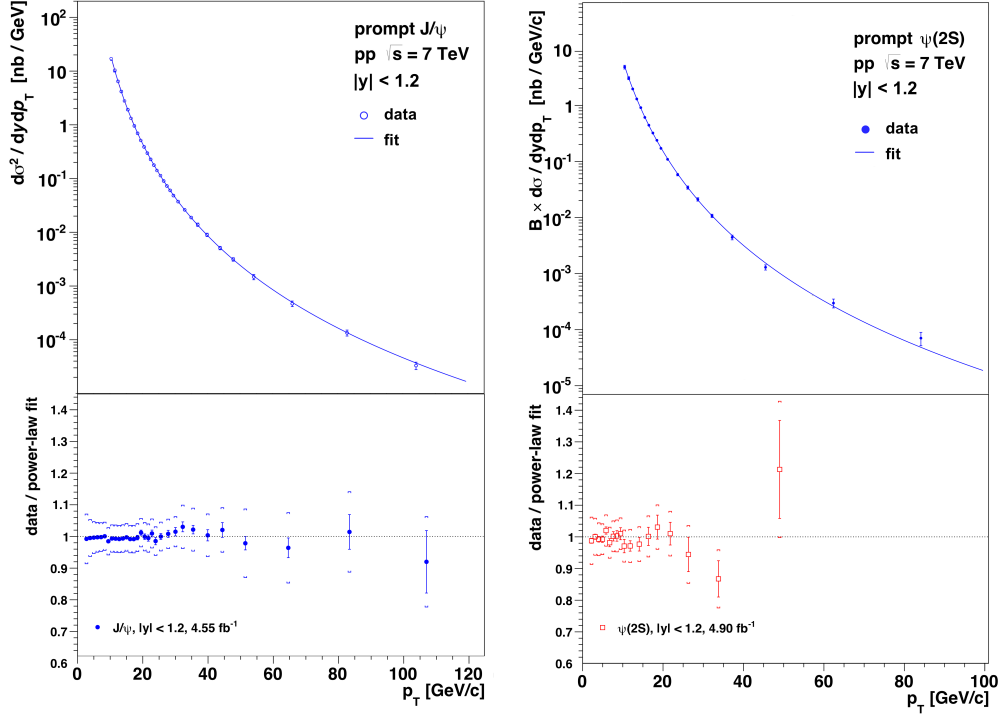 dσ² / dydp_T [nb / GeV]
10²
10
1
10⁻¹
10⁻²
10⁻³
10⁻⁴
prompt J/ψ
pp √s = 7 TeV
|y| < 1.2
data
fit
data / power-law fit
1.4
1.3
1.2
1.1
1
0.9
0.8
0.7
0.6
J/ψ, |y| < 1.2, 4.55 fb⁻¹
0 20 40 60 80 100 120
p_T [GeV/c]
B × dσ / dydp_T [nb / GeV/c]
10
1
10⁻¹
10⁻²
10⁻³
10⁻⁴
10⁻⁵
prompt ψ(2S)
pp √s = 7 TeV
|y| < 1.2
data
fit
data / power-law fit
1.4
1.3
1.2
1.1
1
0.9
0.8
0.7
0.6
ψ(2S), |y| < 1.2, 4.90 fb⁻¹
0 20 40 60 80 100
p_T [GeV/c]